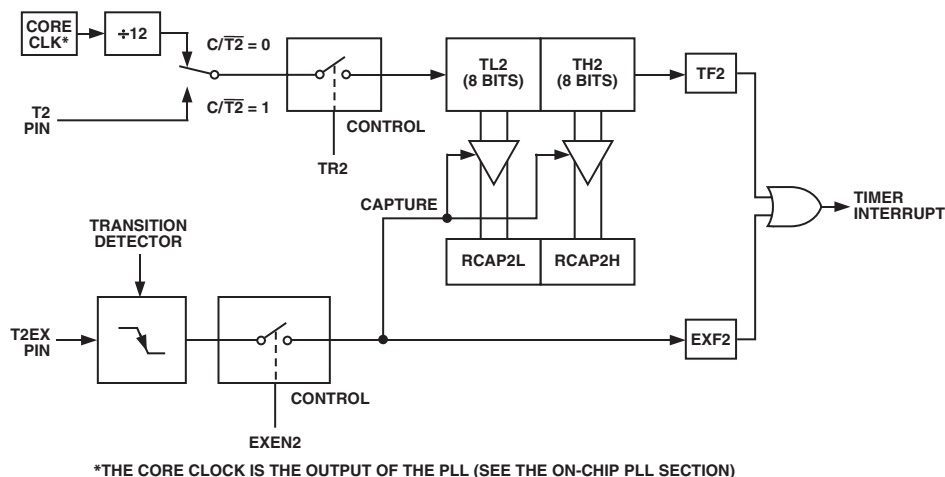 CORE
CLK*
÷12
C/T2 = 0
C/T2 = 1
T2
PIN
CONTROL
TR2
TL2
(8 BITS)
TH2
(8 BITS)
TF2
CAPTURE
TIMER
INTERRUPT
TRANSITION
DETECTOR
RCAP2L
RCAP2H
T2EX
PIN
EXF2
CONTROL
EXEN2
*THE CORE CLOCK IS THE OUTPUT OF THE PLL (SEE THE ON-CHIP PLL SECTION)